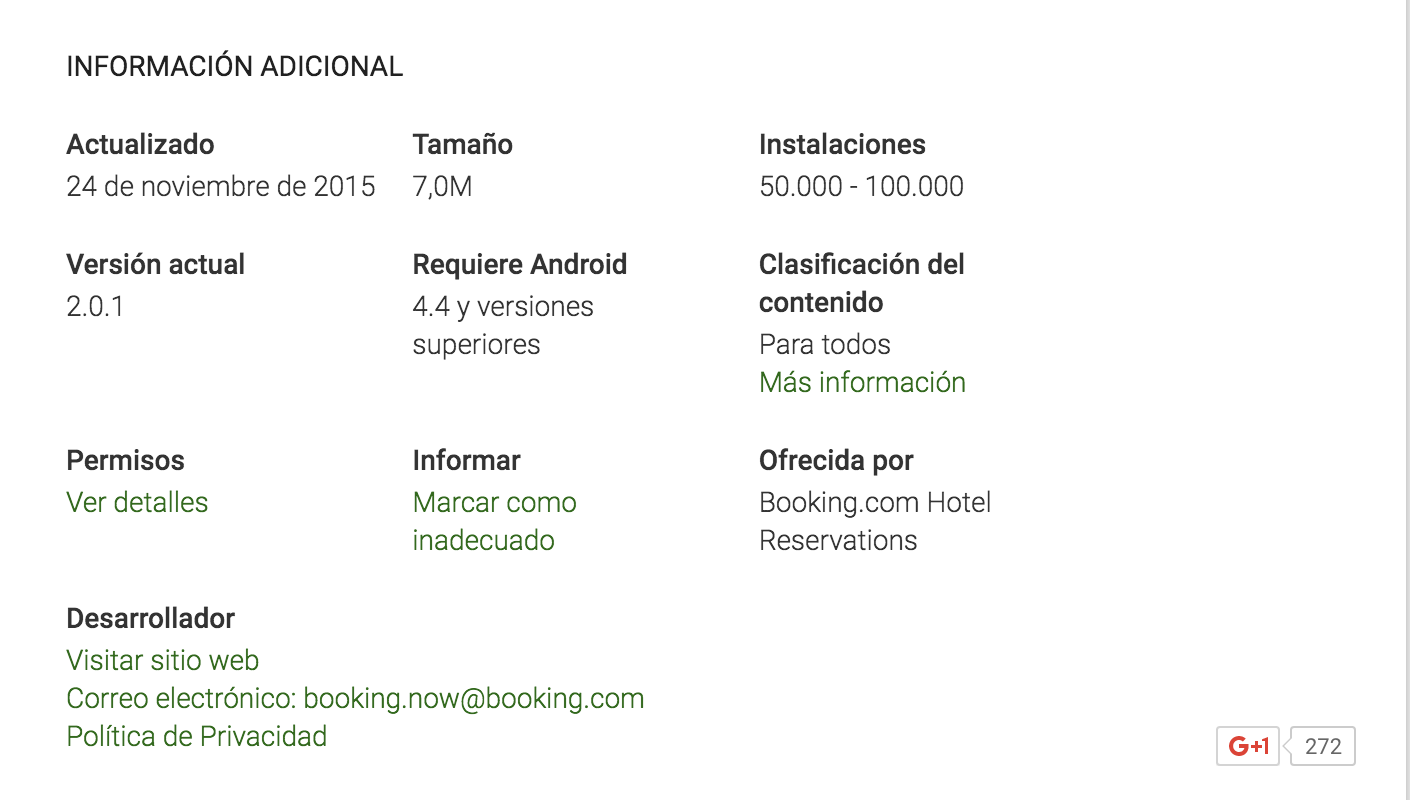 INFORMACIÓN ADICIONAL
Actualizado
24 de noviembre de 2015
Tamaño
7,0M
Instalaciones
50.000 - 100.000
Versión actual
2.0.1
Requiere Android
4.4 y versiones
superiores
Clasificación del
contenido
Para todos
Más información
Permisos
Ver detalles
Informar
Marcar como
inadecuado
Ofrecida por
Booking.com Hotel
Reservations
Desarrollador
Visitar sitio web
Correo electrónico: booking.now@booking.com
Política de Privacidad
G+1
272